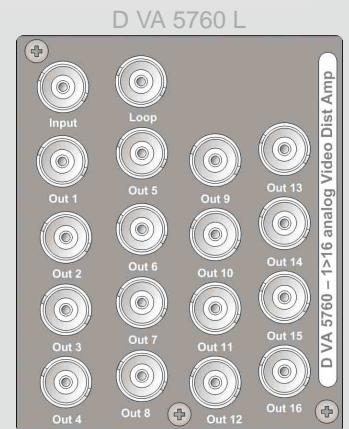 D VA 5760 L
Input
Loop
Out 1
Out 5
Out 9
Out 13
Out 2
Out 6
Out 10
Out 14
Out 3
Out 7
Out 11
Out 15
Out 4
Out 8
Out 12
Out 16
D VA 5760 – 1>16 analog Video Dist Amp